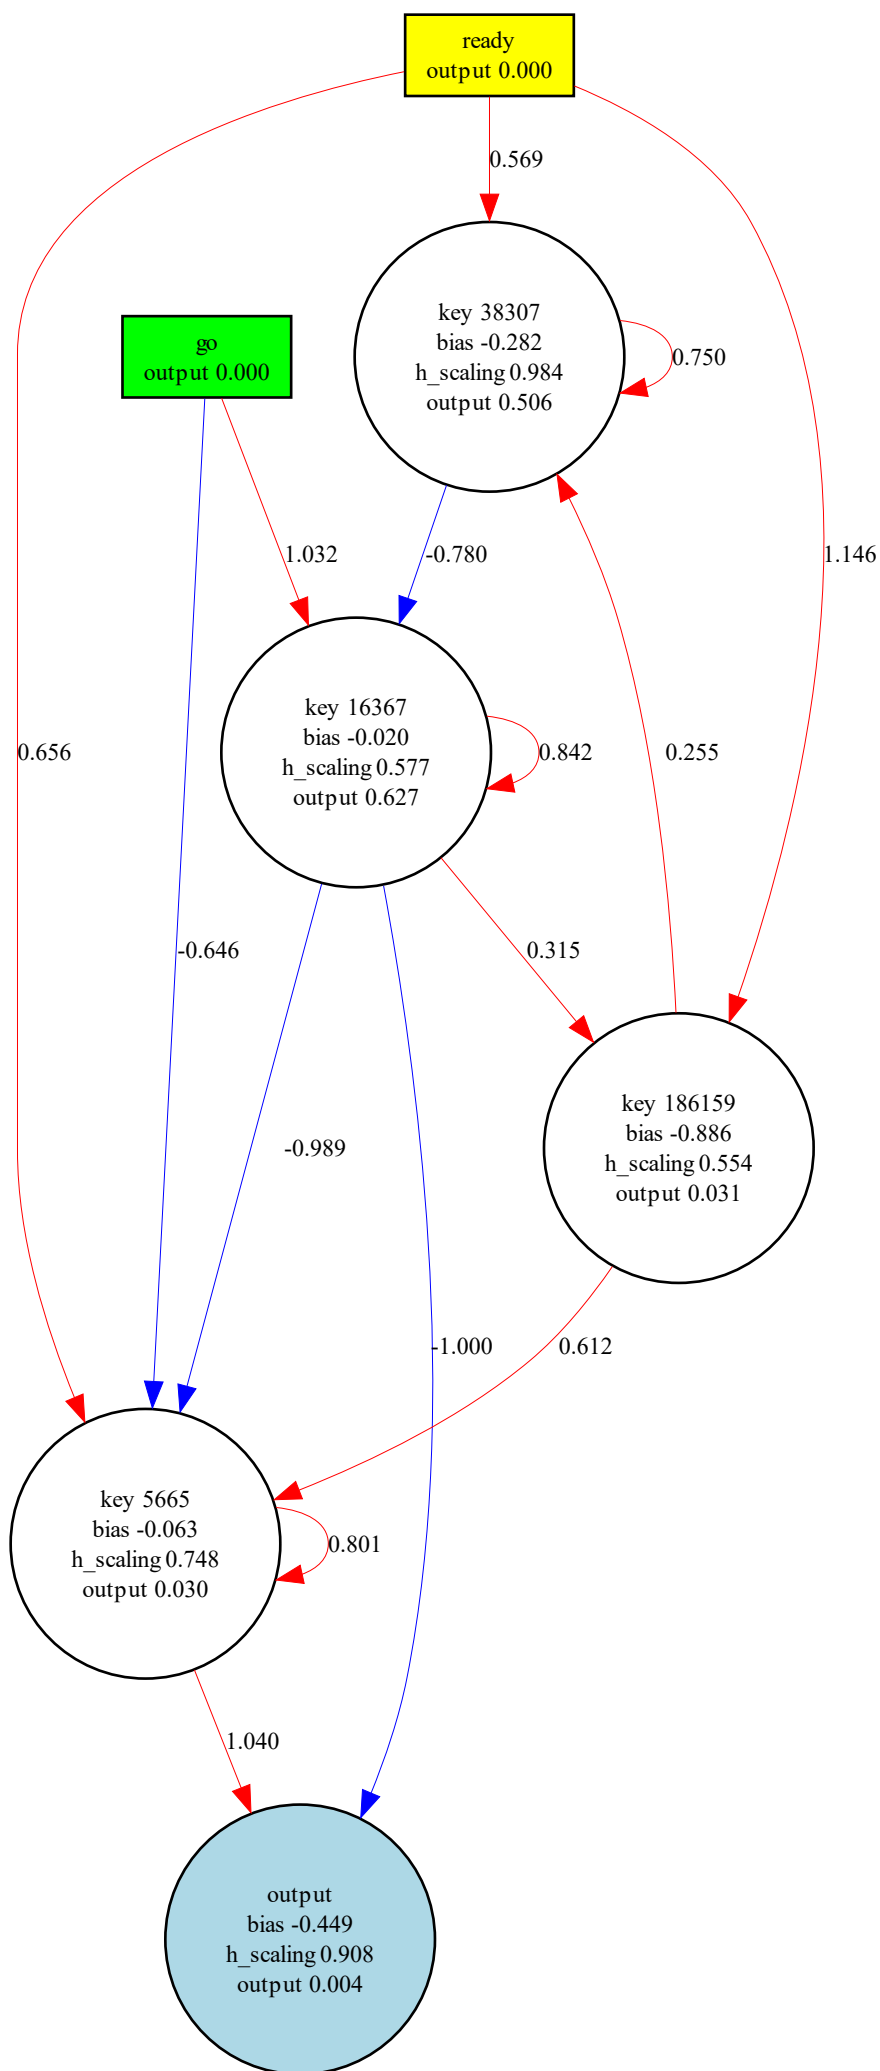 ready
output 0.000
0.569
go
output 0.000
key 38307
bias -0.282
h_scaling 0.984
output 0.506
0.750
1.032
-0.780
1.146
key 16367
bias -0.020
h_scaling 0.577
output 0.627
0.656
0.842
0.255
-0.646
0.315
key 186159
bias -0.886
h_scaling 0.554
output 0.031
-0.989
-1.000
0.612
key 5665
bias -0.063
h_scaling 0.748
output 0.030
0.801
1.040
output
bias -0.449
h_scaling 0.908
output 0.004